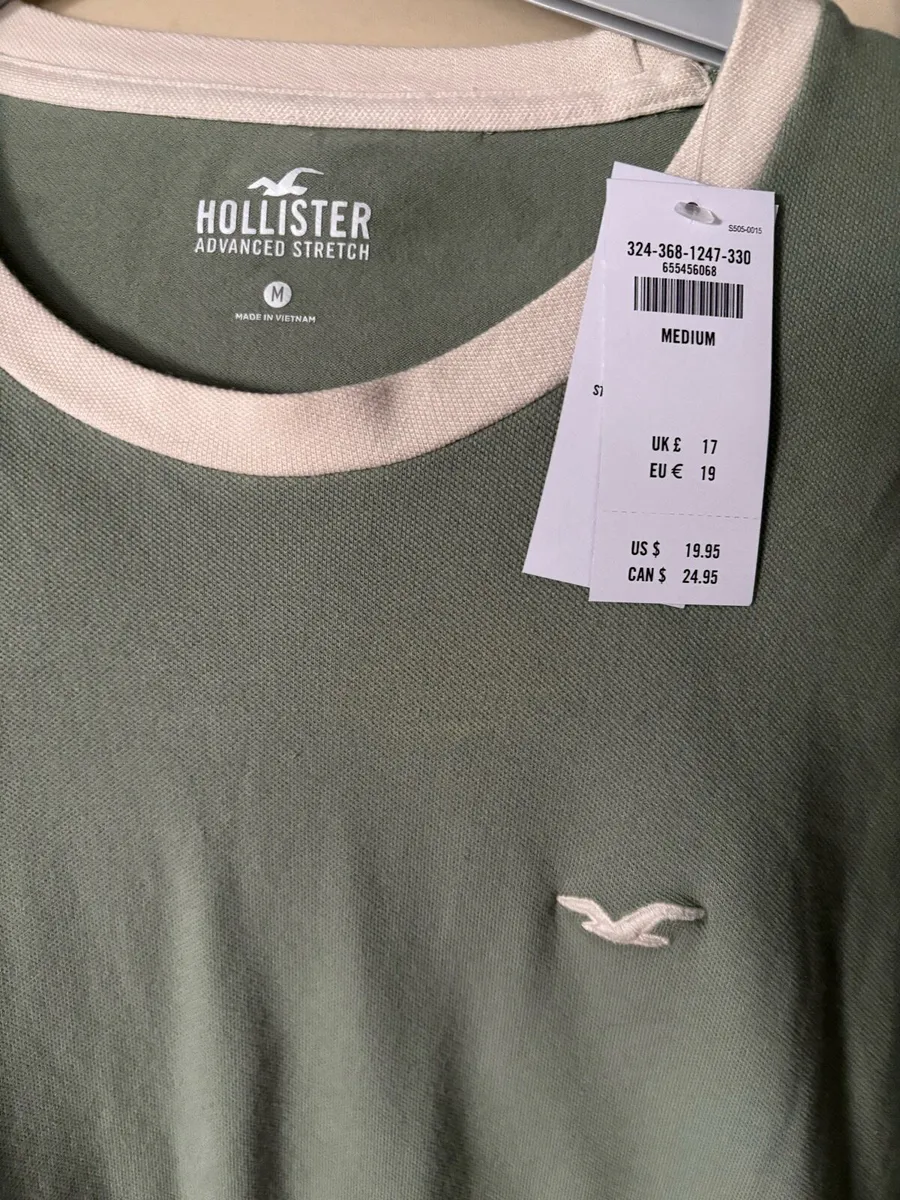 HOLLISTER
ADVANCED STRETCH
M
MADE IN VIETNAM
S505-0015
324-368-1247-330
655456068
MEDIUM
UK £ 17
EU € 19
US $ 19.95
CAN $ 24.95